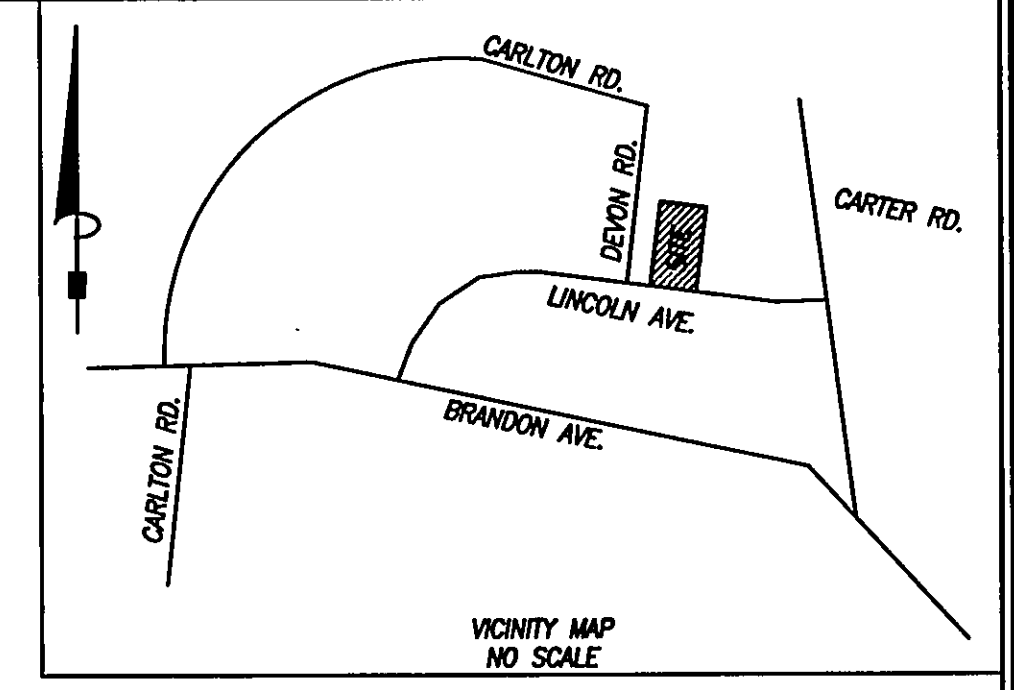 CARLTON RD.
DEVON RD.
CARTER RD.
SITE
LINCOLN AVE.
BRANDON AVE.
CARLTON RD.
VICINITY MAP
NO SCALE